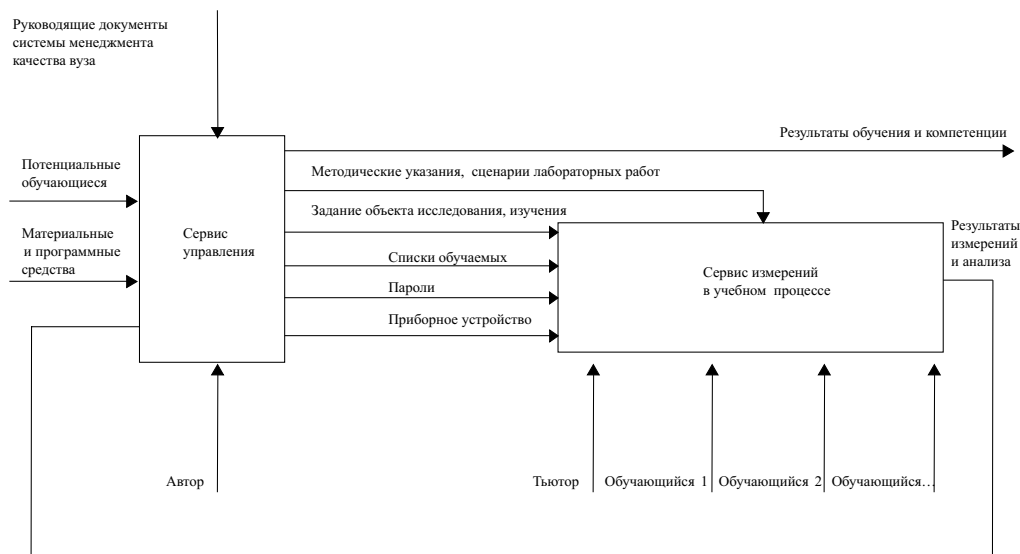 Руководящие документы
системы менеджмента
качества вуза
Результаты обучения и компетенции
Потенциальные
обучающиеся
Методические указания, сценарии лабораторных работ
Задание объекта исследования, изучения
Материальные
и программные
средства
Сервис
управления
Результаты
измерений
и анализа
Списки обучаемых
Сервис измерений
в учебном процессе
Пароли
Приборное устройство
Автор
Тьютор
Обучающийся 1
Обучающийся 2
Обучающийся...